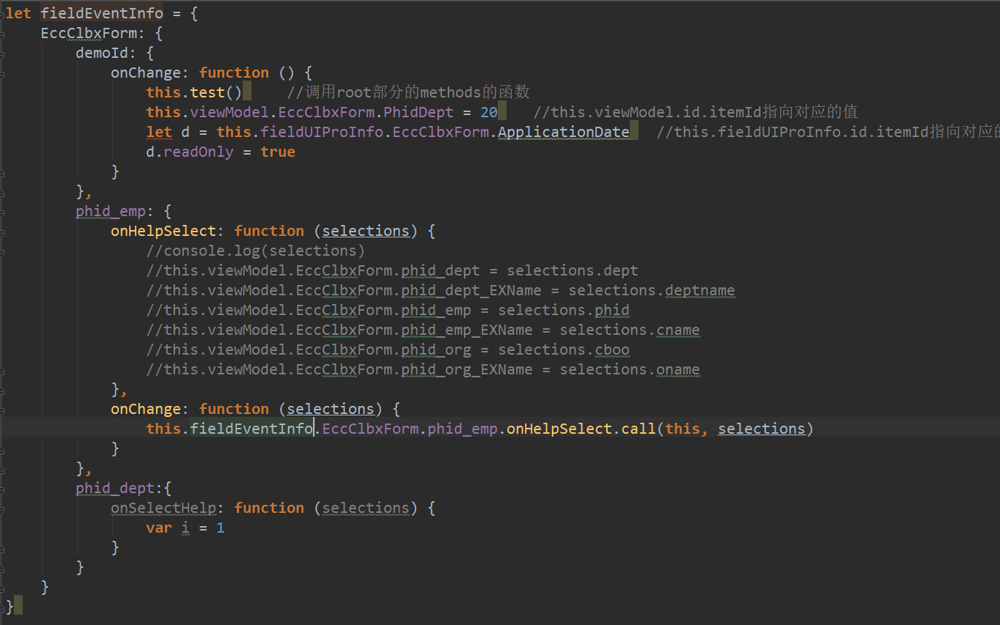 let fieldEventInfo = {
    EccClbxForm: {
        demoId: {
            onChange: function () {
                this.test()     //调用root部分的methods的函数
                this.viewModel.EccClbxForm.PhidDept = 20    //this.viewModel.id.itemId指向对应的值
                let d = this.fieldUIProInfo.EccClbxForm.ApplicationDate   //this.fieldUIProInfo.id.itemId指向对应的
                d.readOnly = true
            }
        },
        phid_emp: {
            onHelpSelect: function (selections) {
                //console.log(selections)
                //this.viewModel.EccClbxForm.phid_dept = selections.dept
                //this.viewModel.EccClbxForm.phid_dept_EXName = selections.deptname
                //this.viewModel.EccClbxForm.phid_emp = selections.phid
                //this.viewModel.EccClbxForm.phid_emp_EXName = selections.cname
                //this.viewModel.EccClbxForm.phid_org = selections.cboo
                //this.viewModel.EccClbxForm.phid_org_EXName = selections.oname
            },
            onChange: function (selections) {
                this.fieldEventInfo.EccClbxForm.phid_emp.onHelpSelect.call(this, selections)
            }
        },
        phid_dept:{
            onSelectHelp: function (selections) {
                var i = 1
            }
        }
    }
}